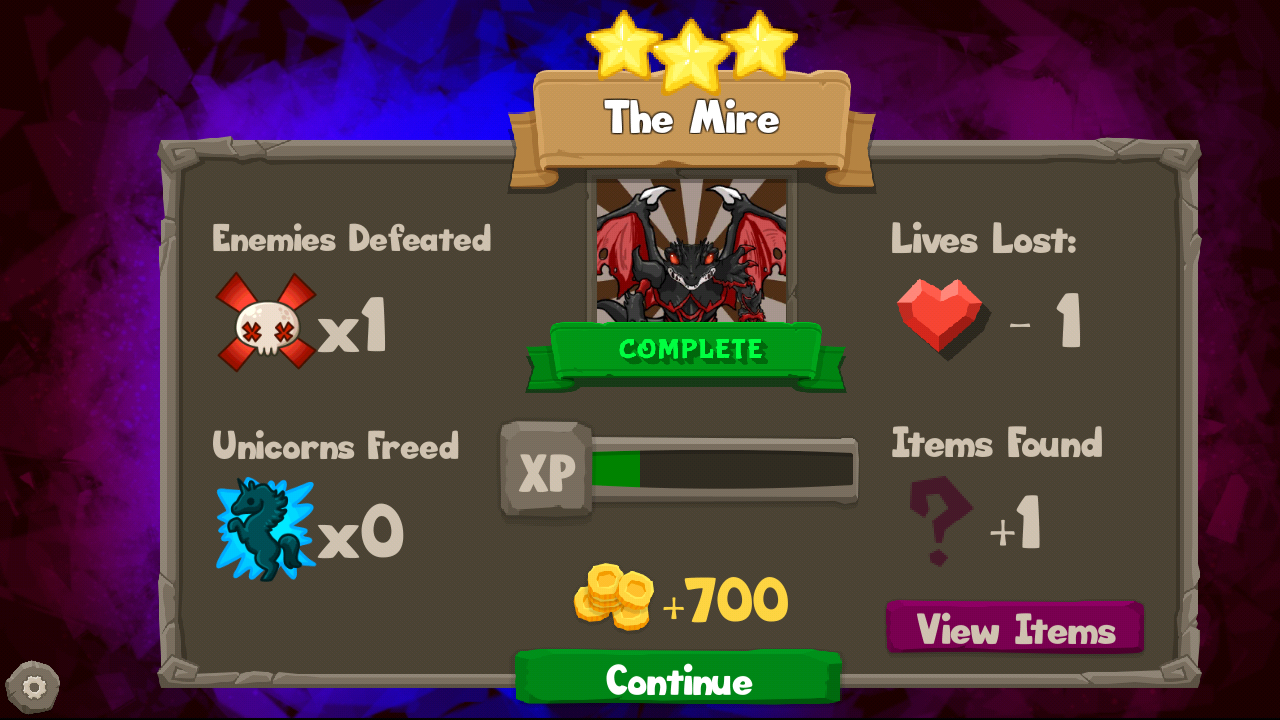 The Mire
Enemies Defeated
x1
COMPLETE
Lives Lost:
- 1
Unicorns Freed
x0
XP
Items Found
+1
+700
View Items
Continue